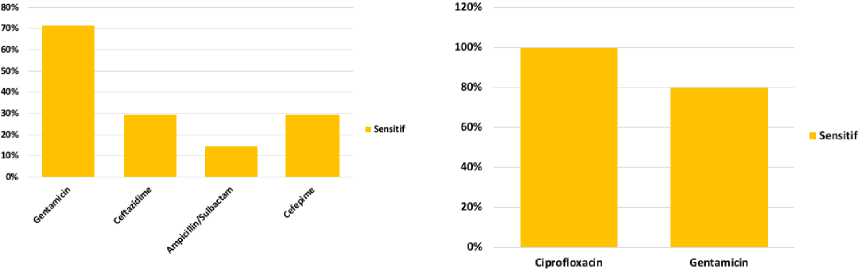 80%
70%
60%
50%
40%
30%
20%
10%
0%
Gentamicin
Ceftazidime
Ampicillin/Sulbactam
Cefepime
Sensitif
120%
100%
80%
60%
40%
20%
0%
Ciprofloxacin
Gentamicin
Sensitif